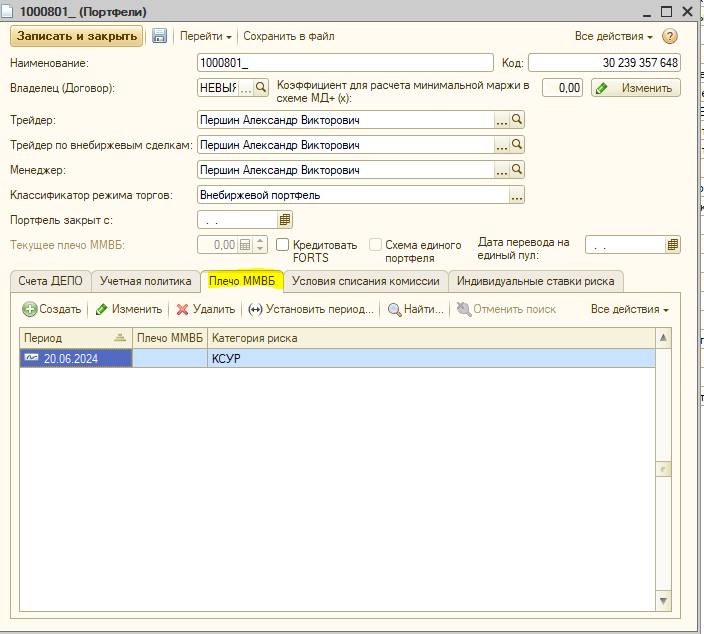 1000801_ (Портфели)
Записать и закрыть Перейти Сохранить в файл Все действия ?
Наименование: 1000801_ Код: 30 239 357 648
Владелец (Договор): НЕВЫЯ ... Коэффициент для расчета минимальной маржи в схеме МД+ (х): 0,00 Изменить
Трейдер: Першин Александр Викторович ...
Трейдер по внебиржевым сделкам: Першин Александр Викторович ...
Менеджер: Першин Александр Викторович ...
Классификатор режима торгов: Внебиржевой портфель ...
Портфель закрыт с: . .
Текущее плечо ММВБ: 0,00 Кредитовать FORTS Схема единого портфеля Дата перевода на единый пул: . .
Счета ДЕПО Учетная политика Плечо ММВБ Условия списания комиссии Индивидуальные ставки риска
Создать Изменить Удалить Установить период... Найти... Отменить поиск Все действия
Период Плечо ММВБ Категория риска
20.06.2024 КСУР